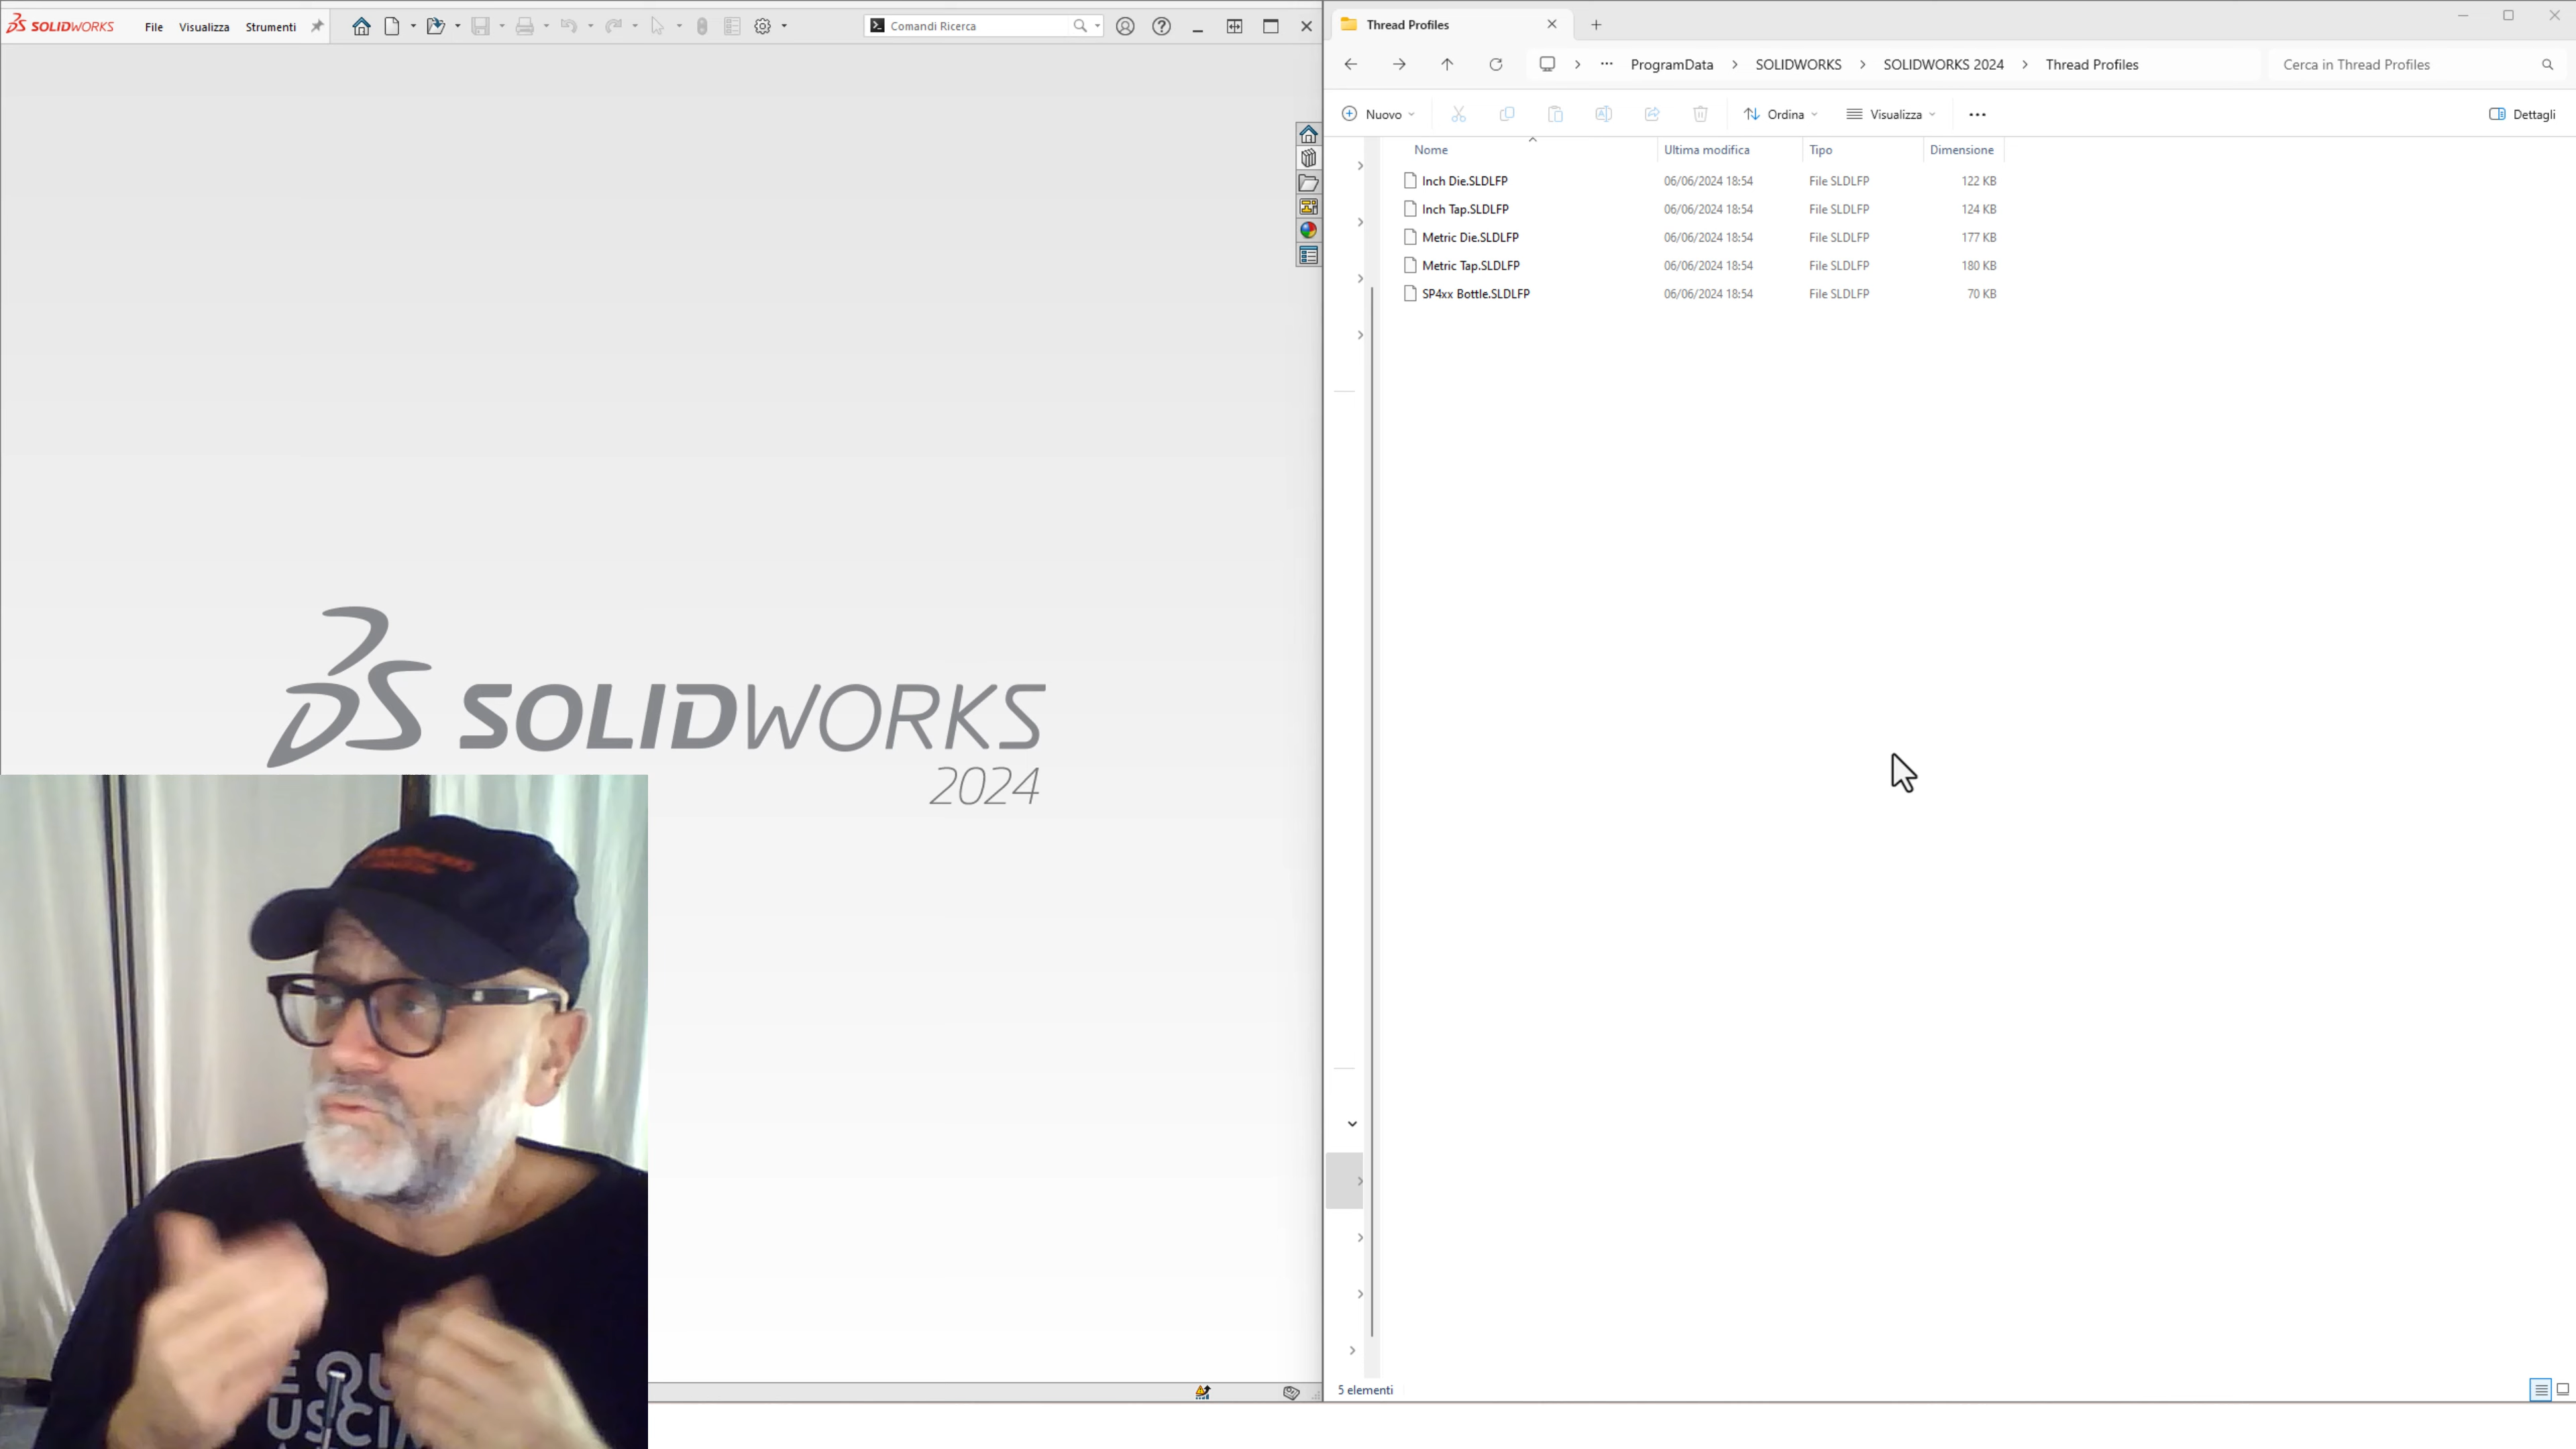 SOLIDWORKS File Visualizza Strumenti Comandi Ricerca
SOLIDWORKS
2024
Thread Profiles
ProgramData SOLIDWORKS SOLIDWORKS 2024 Thread Profiles Cerca in Thread Profiles
Nuovo Ordina Visualizza Dettagli
Nome Ultima modifica Tipo Dimensione
Inch Die.SLDLFP 06/06/2024 18:54 File SLDLFP 122 KB
Inch Tap.SLDLFP 06/06/2024 18:54 File SLDLFP 124 KB
Metric Die.SLDLFP 06/06/2024 18:54 File SLDLFP 177 KB
Metric Tap.SLDLFP 06/06/2024 18:54 File SLDLFP 180 KB
SP4xx Bottle.SLDLFP 06/06/2024 18:54 File SLDLFP 70 KB
5 elementi